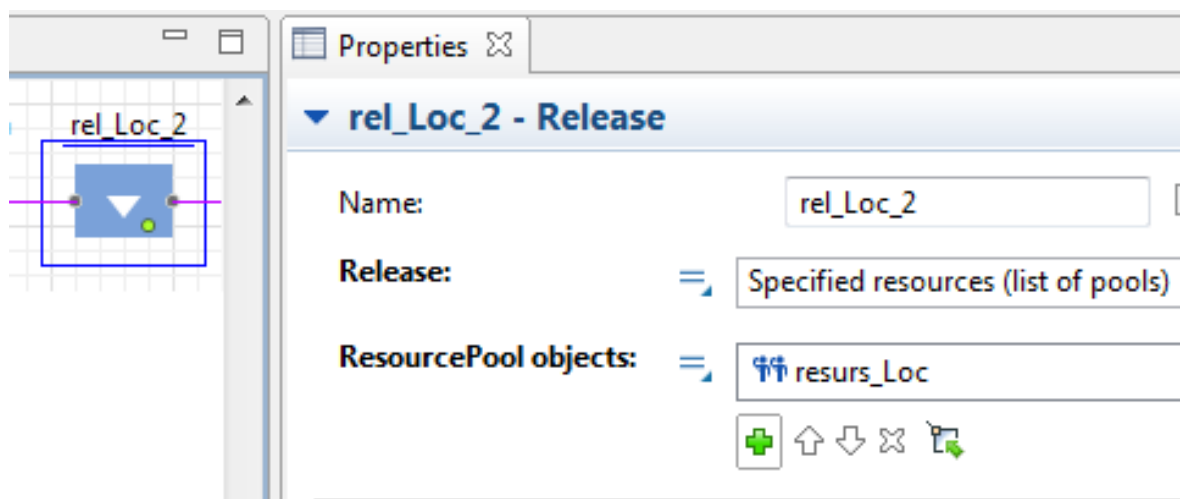 rel_Loc_2
Properties
rel_Loc_2 - Release
Name:
rel_Loc_2
Release:
Specified resources (list of pools)
ResourcePool objects:
resurs_Loc